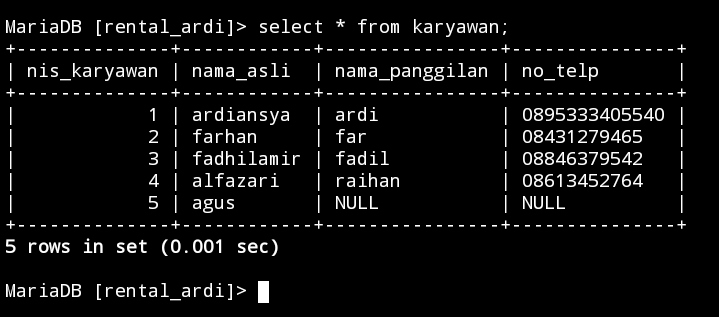 MariaDB [rental_ardi]> select * from karyawan;
+--------------+------------+----------------+---------------+
| nis_karyawan | nama_asli  | nama_panggilan | no_telp       |
+--------------+------------+----------------+---------------+
|            1 | ardiansya  | ardi           | 0895333405540 |
|            2 | farhan     | far            | 08431279465   |
|            3 | fadhilamir | fadil          | 08846379542   |
|            4 | alfazari   | raihan         | 08613452764   |
|            5 | agus       | NULL           | NULL          |
+--------------+------------+----------------+---------------+
5 rows in set (0.001 sec)
MariaDB [rental_ardi]>